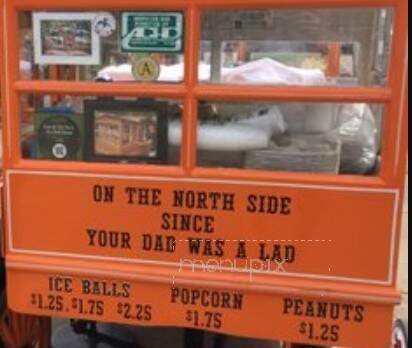 A
ON THE NORTH SIDE
SINCE
YOUR DAD WAS A LAD
menupix
ICE BALLS POPCORN PEANUTS
$1.25, $1.75 $2.25 $1.75 $1.25